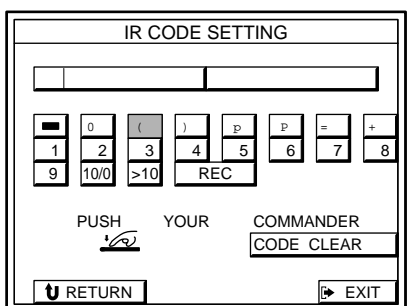 IR CODE SETTING
0 ( ) p P = +
1 2 3 4 5 6 7 8
9 10/0 >10 REC
PUSH YOUR COMMANDER
CODE CLEAR
RETURN EXIT